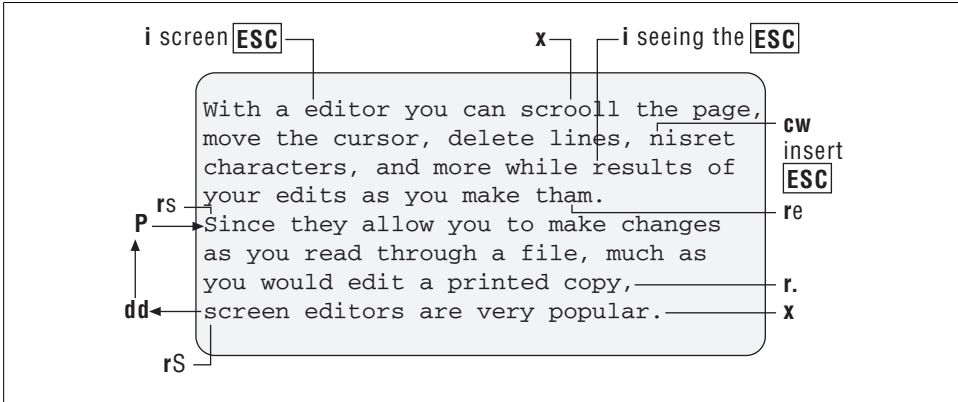 i screen ESC x i seeing the ESC
With a editor you can scrooll the page,
move the cursor, delete lines, nisret
cw
insert
ESC
characters, and more while results of
your edits as you make tham.
rs
re
P
Since they allow you to make changes
as you read through a file, much as
you would edit a printed copy,
r.
dd
screen editors are very popular.
x
rS